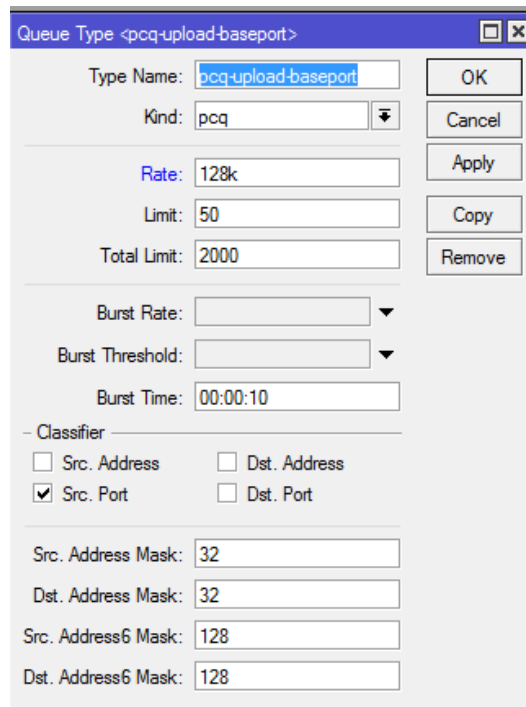 Queue Type <pcq-upload-baseport>
Type Name: pcq-upload-baseport OK
Kind: pcq Cancel
Rate: 128k Apply
Limit: 50 Copy
Total Limit: 2000 Remove
Burst Rate:
Burst Threshold:
Burst Time: 00:00:10
Classifier
Src. Address Dst. Address
Src. Port Dst. Port
Src. Address Mask: 32
Dst. Address Mask: 32
Src. Address6 Mask: 128
Dst. Address6 Mask: 128